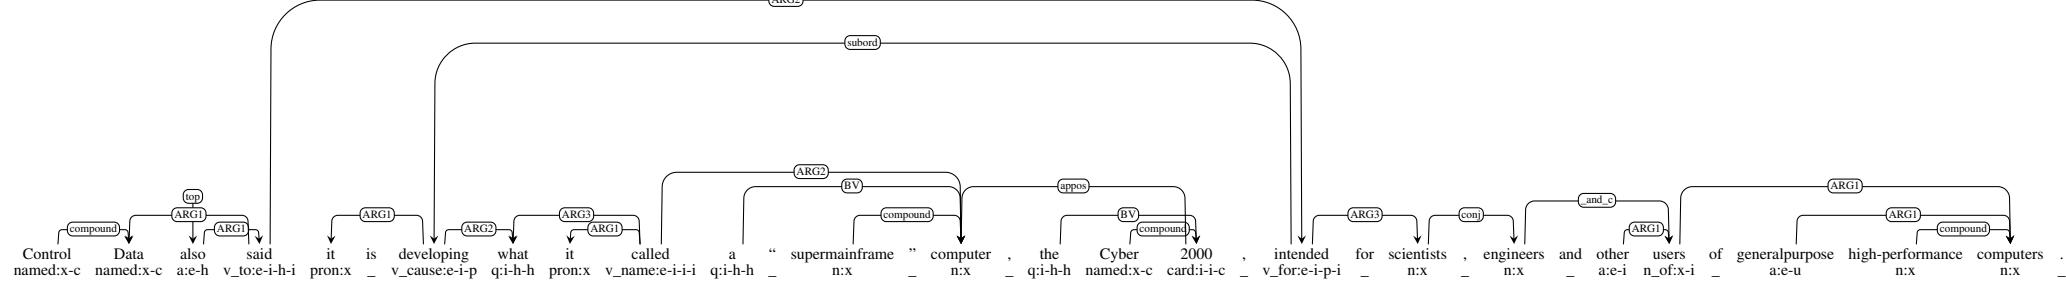 ARG2
subord
ARG2
top BV appos ARG1
_and_c
ARG1 ARG1 ARG3 compound BV ARG3 conj ARG1
compound ARG1 ARG2 ARG1 compound ARG1 compound
Control Data also said it is developing what it called a “ supermainframe ” computer , the Cyber 2000 , intended for scientists , engineers and other users of generalpurpose high-performance computers .
named:x-c named:x-c a:e-h v_to:e-i-h-i pron:x _ v_cause:e-i-p q:i-h-h pron:x v_name:e-i-i-i q:i-h-h _ n:x _ n:x _ q:i-h-h named:x-c card:i-i-c _ v_for:e-i-p-i _ n:x _ n:x _ a:e-i n_of:x-i _ a:e-u n:x n:x _